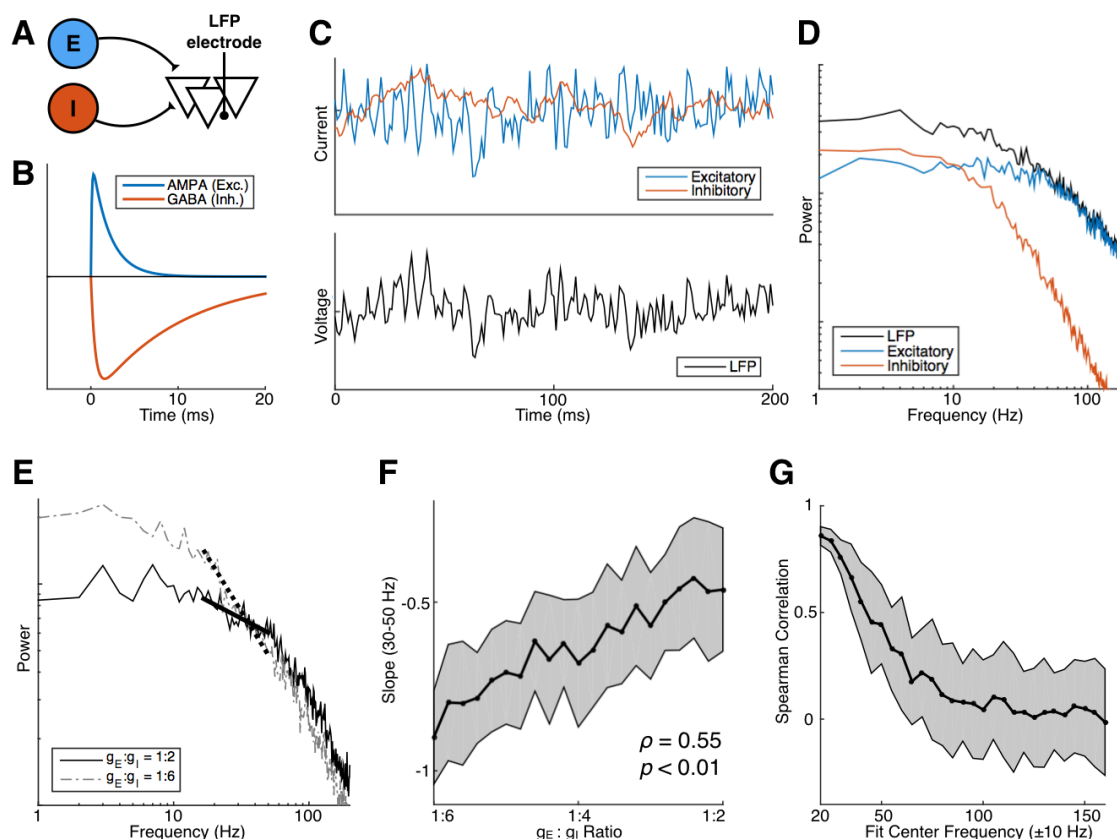 A
E
I
LFP
electrode
B
AMPA (Exc.)
GABA (Inh.)
0
10
20
Time (ms)
C
Current
Excitatory
Inhibitory
Voltage
LFP
0
100
200
Time (ms)
D
Power
LFP
Excitatory
Inhibitory
1
10
100
Frequency (Hz)
E
Power
gE:gI = 1:2
gE:gI = 1:6
1
10
100
Frequency (Hz)
F
Slope (30-50 Hz)
-0.5
-1
ρ = 0.55
p < 0.01
1:6
1:4
1:2
gE : gI Ratio
G
Spearman Correlation
1
0.5
0
20
50
100
150
Fit Center Frequency (±10 Hz)